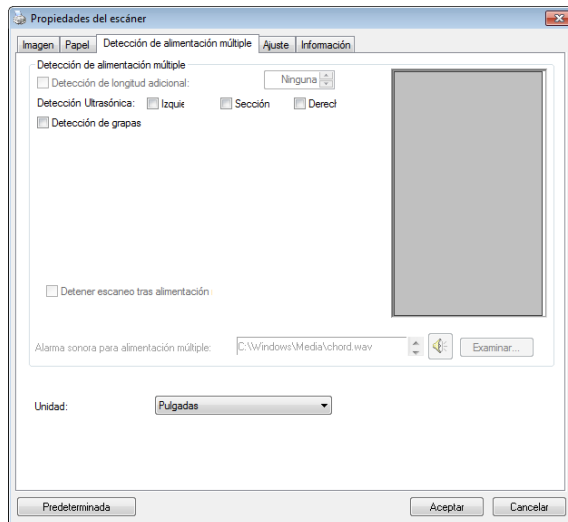 Propiedades del escáner
Imagen Papel Detección de alimentación múltiple Ajuste Información
Detección de alimentación múltiple
Detección de longitud adicional: Ninguna
Detección Ultrasónica: Izquie Sección Derech
Detección de grapas
Detener escaneo tras alimentación
Alarma sonora para alimentación múltiple: C:\Windows\Media\chord.wav Examinar...
Unidad: Pulgadas
Predeterminada Aceptar Cancelar